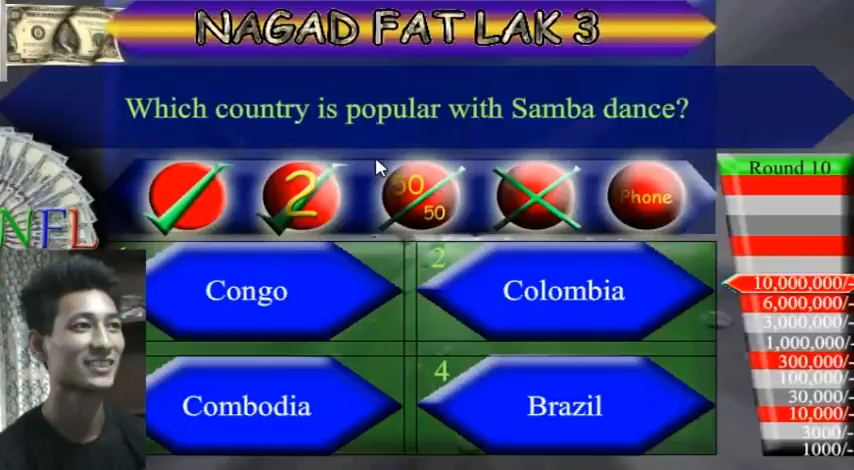 NAGAD FAT LAK 3
Which country is popular with Samba dance?
2
50
50
Phone
Round 10
NFL
Congo
2
Colombia
Combodia
4
Brazil
10,000,000/-
6,000,000/-
3,000,000/-
1,000,000/-
300,000/-
100,000/-
30,000/-
10,000/-
3000/-
1000/-